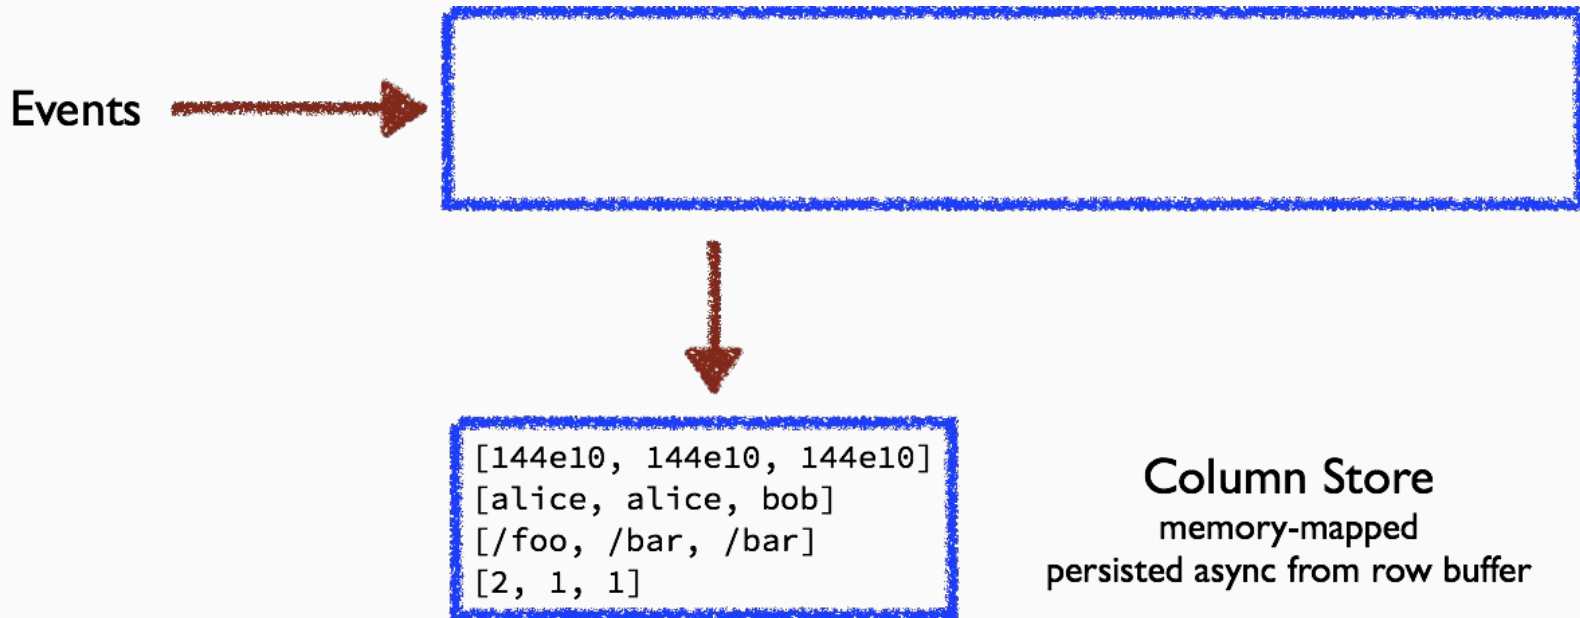 Events
[144e10, 144e10, 144e10]
[alice, alice, bob]
[/foo, /bar, /bar]
[2, 1, 1]
Column Store
memory-mapped
persisted async from row buffer